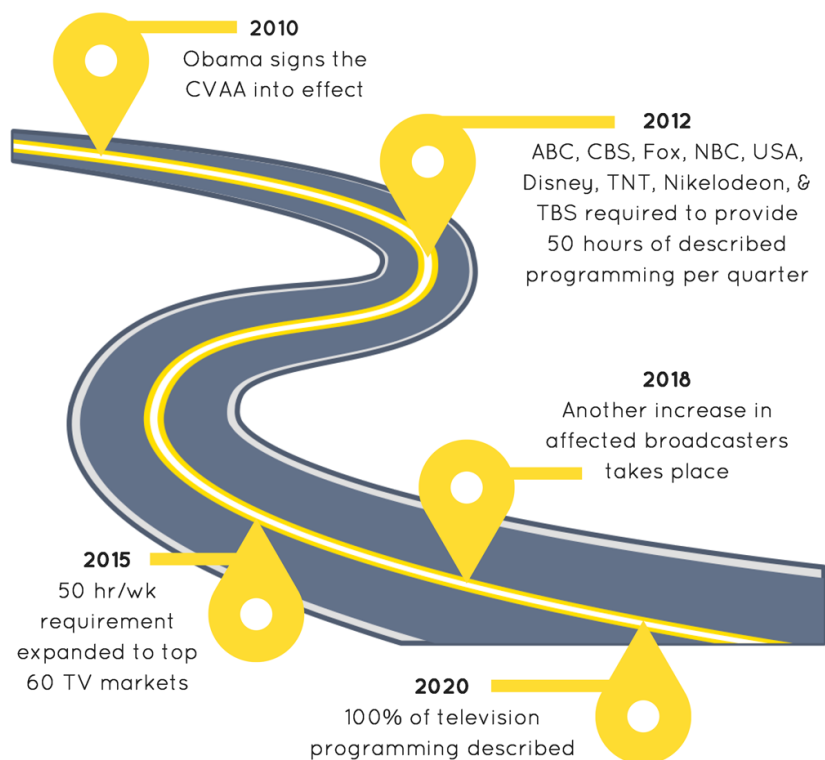 2010
Obama signs the
CVAA into effect
2012
ABC, CBS, Fox, NBC, USA,
Disney, TNT, Nikelodeon, &
TBS required to provide
50 hours of described
programming per quarter
2018
Another increase in
affected broadcasters
takes place
2015
50 hr/wk
requirement
expanded to top
60 TV markets
2020
100% of television
programming described